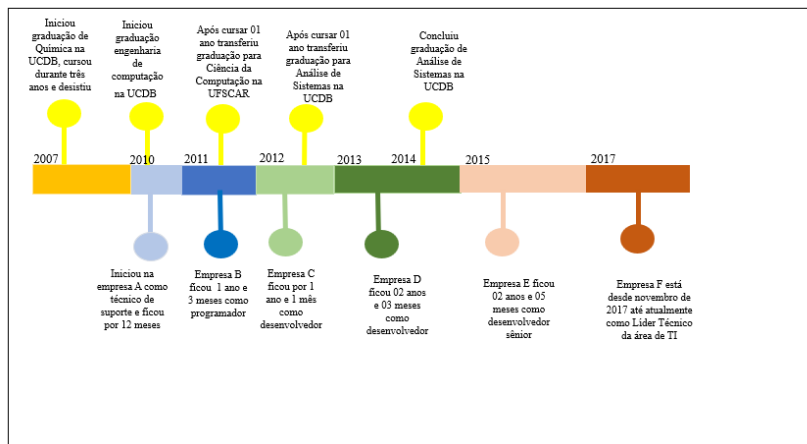 Iniciou
graduação de
Química na
UCDB, cursou
durante três
anos e desistiu
Iniciou
graduação
engenharia
de
computação
na UCDB
Após cursar 01
ano transferiu
graduação para
Ciência da
Computação na
UFSCAR
Após cursar 01
ano transferiu
graduação para
Análise de
Sistemas na
UCDB
Concluiu
graduação de
Análise de
Sistemas na
UCDB
2007
2010
2011
2012
2013
2014
2015
2017
Iniciou na
empresa A como
técnico de
suporte e ficou
por 12 meses
Empresa B
ficou 1 ano e
3 meses como
programador
Empresa C
ficou por 1
ano e 1 mês
como
desenvolvedor
Empresa D
ficou 02 anos
e 03 meses
como
desenvolvedor
Empresa E ficou
02 anos e 05
meses como
desenvolvedor
sênior
Empresa F está
desde novembro de
2017 até atualmente
como Líder Técnico
da área de TI